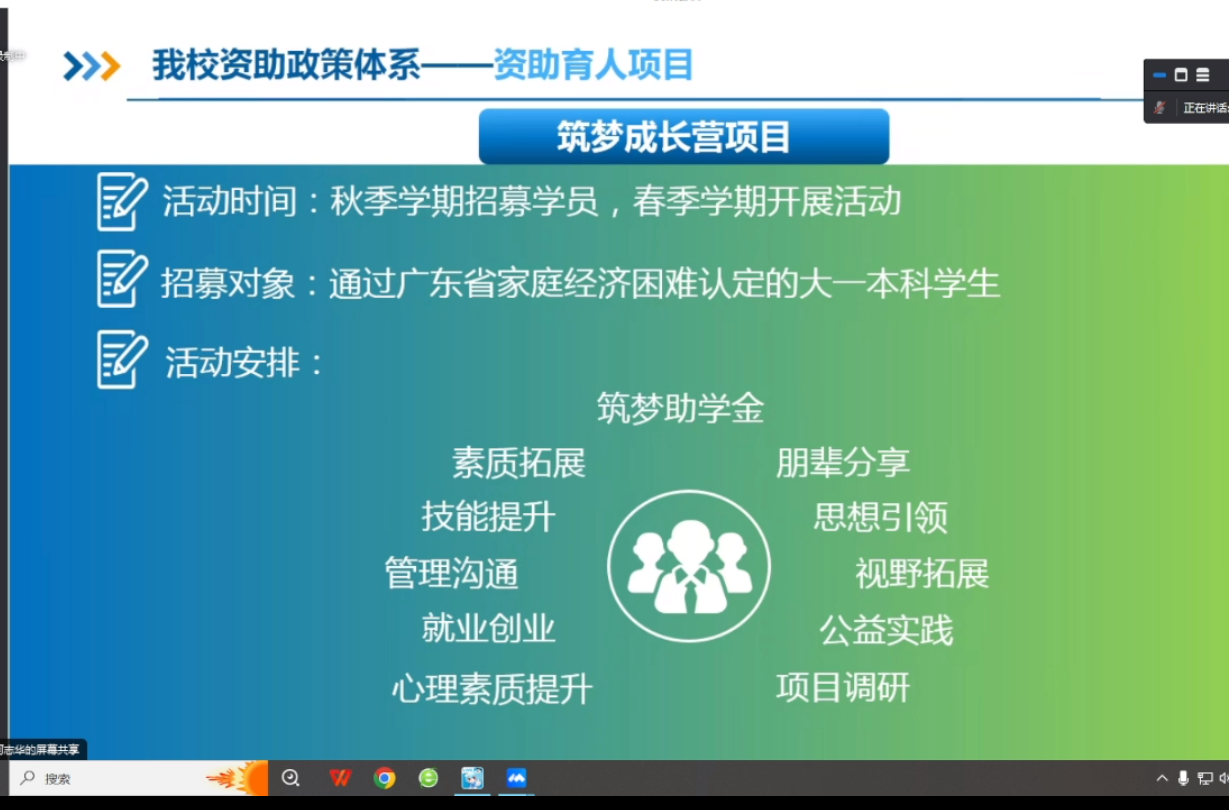 我校资助政策体系——资助育人项目
正在讲话:
筑梦成长营项目
活动时间：秋季学期招募学员，春季学期开展活动
招募对象：通过广东省家庭经济困难认定的大一本科学生
活动安排：
筑梦助学金
素质拓展
朋辈分享
技能提升
思想引领
管理沟通
视野拓展
就业创业
公益实践
心理素质提升
项目调研
志华的屏幕共享
搜索